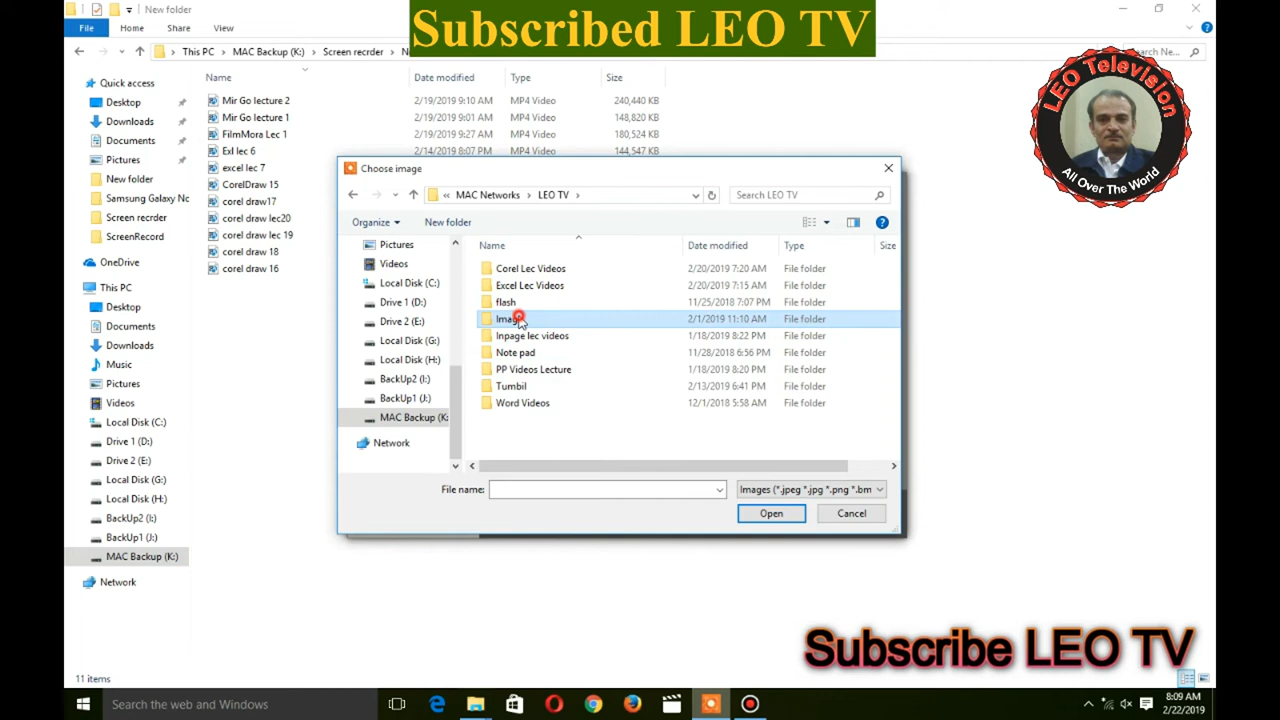 New folder
Subscribed LEO TV
File
Home
Share
View
This PC
MAC Backup (K:)
Screen recrder
Search Ne...
LEO Television
All Over The World
Name
Date modified
Type
Size
Quick access
Desktop
Downloads
Documents
Pictures
New folder
Samsung Galaxy Nc
Screen recrder
ScreenRecord
OneDrive
This PC
Desktop
Documents
Downloads
Music
Pictures
Videos
Local Disk (C:)
Drive 1 (D:)
Drive 2 (E:)
Local Disk (G:)
Local Disk (H:)
BackUp2 (I:)
BackUp1 (J:)
MAC Backup (K:)
Network
Mir Go lecture 2 2/19/2019 9:10 AM MP4 Video 240,440 KB
Mir Go lecture 1 2/19/2019 9:01 AM MP4 Video 148,820 KB
FilmMora Lec 1 2/19/2019 9:27 AM MP4 Video 180,524 KB
Exl lec 6 2/14/2019 8:07 PM MP4 Video 144,547 KB
excel lec 7
CorelDraw 15
corel draw17
corel draw lec20
corel draw lec 19
corel draw 18
corel draw 16
Choose image
« MAC Networks
LEO TV
Search LEO TV
Organize
New folder
Pictures
Videos
Local Disk (C:)
Drive 1 (D:)
Drive 2 (E:)
Local Disk (G:)
Local Disk (H:)
BackUp2 (I:)
BackUp1 (J:)
MAC Backup (K:
Network
Name Date modified Type Size
Corel Lec Videos 2/20/2019 7:20 AM File folder
Excel Lec Videos 2/20/2019 7:15 AM File folder
flash 11/25/2018 7:07 PM File folder
2/1/2019 11:10 AM File folder
Inpage lec videos 1/18/2019 8:22 PM File folder
Note pad 11/28/2018 6:56 PM File folder
PP Videos Lecture 1/18/2019 8:20 PM File folder
Tumbil 2/13/2019 6:41 PM File folder
Word Videos 12/1/2018 5:58 AM File folder
File name:
Images (*.jpeg *.jpg *.png *.bm
Open
Cancel
Subscribe LEO TV
11 items
Search the web and Windows
8:09 AM
2/22/2019